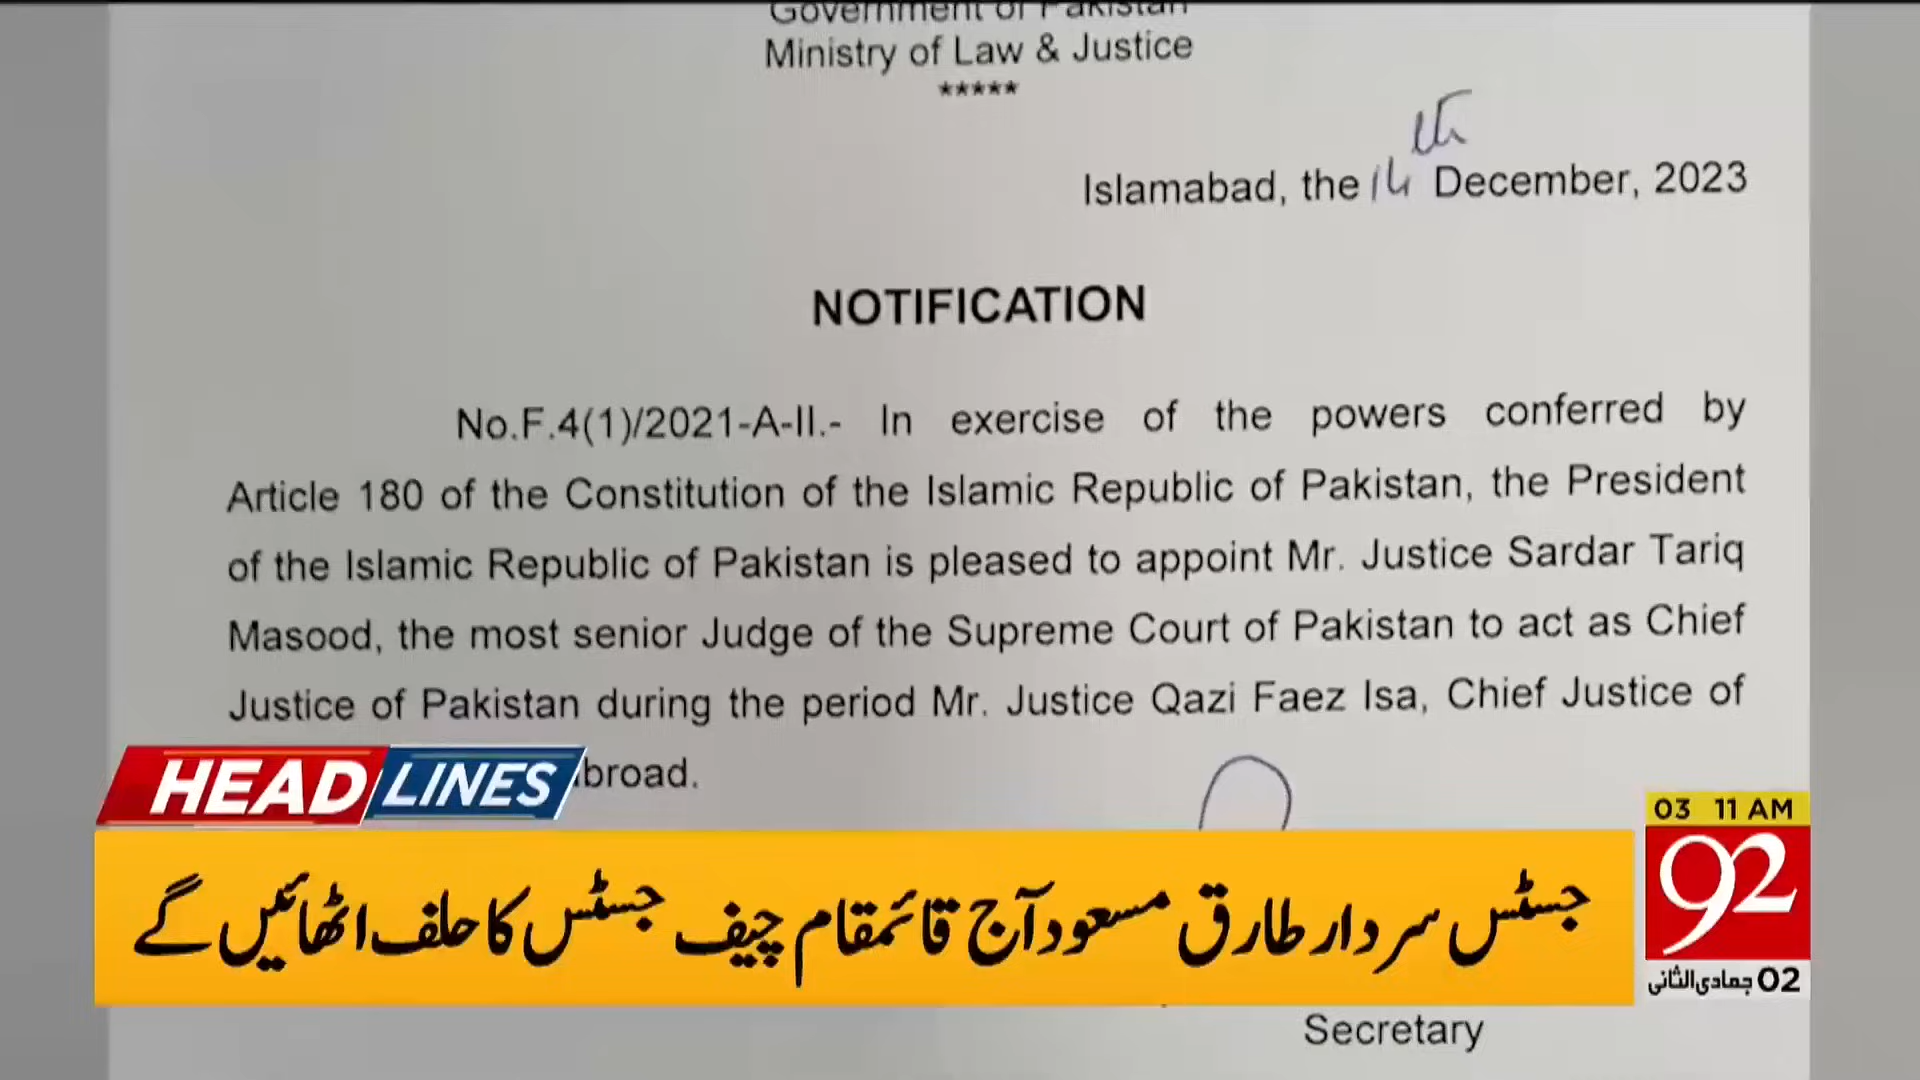 Government of Pakistan
Ministry of Law & Justice
*****
Islamabad, the 14th December, 2023
NOTIFICATION
No.F.4(1)/2021-A-II.- In exercise of the powers conferred by
Article 180 of the Constitution of the Islamic Republic of Pakistan, the President
of the Islamic Republic of Pakistan is pleased to appoint Mr. Justice Sardar Tariq
Masood, the most senior Judge of the Supreme Court of Pakistan to act as Chief
Justice of Pakistan during the period Mr. Justice Qazi Faez Isa, Chief Justice of
broad.
HEADLINES
03 11 AM
92
جسٹس سردار طارق مسعود آج قائمقام چیف جسٹس کا حلف اٹھائیں گے
02 جمادی الثانی
Secretary